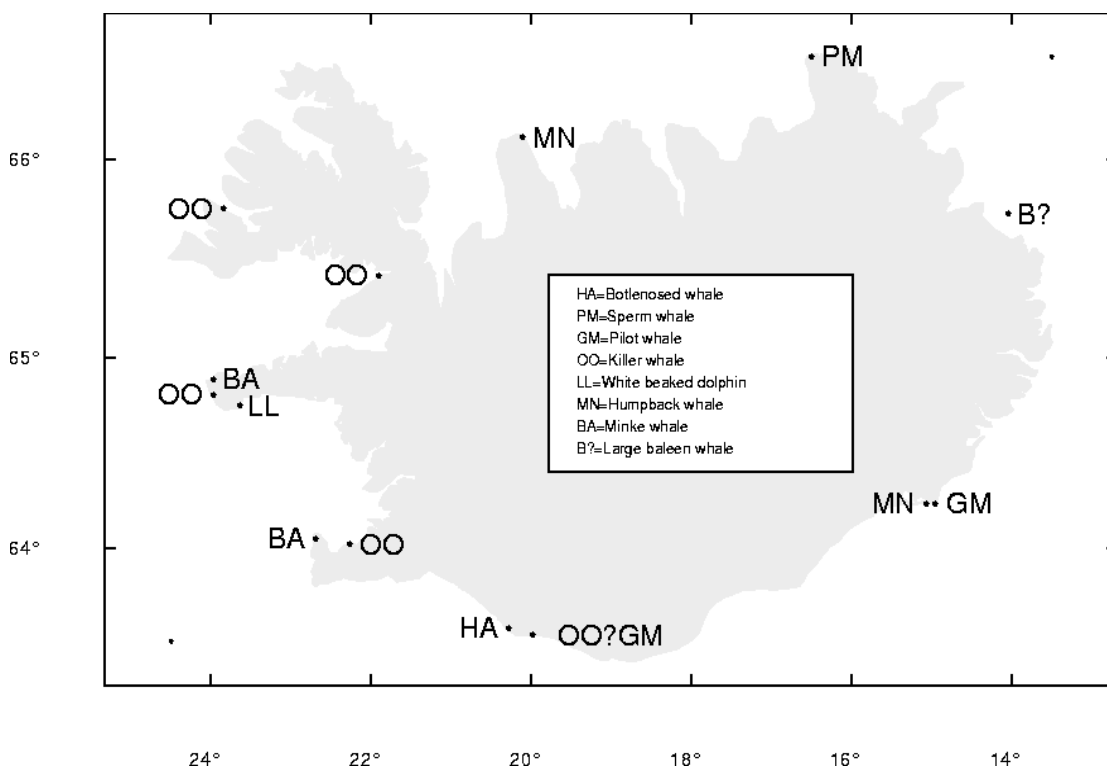 PM
MN
66°
OO
B?
OO
HA=Botlenosed whale
PM=Sperm whale
GM=Pilot whale
OO=Killer whale
LL=White beaked dolphin
MN=Humpback whale
BA=Minke whale
B?=Large baleen whale
65°
BA
OO
LL
MN GM
BA OO
64°
HA OO?GM
24° 22° 20° 18° 16° 14°